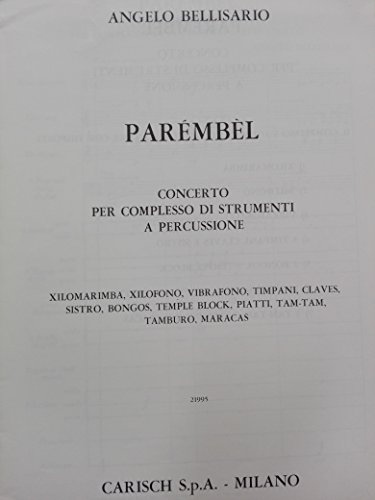 ANGELO BELLISARIO
PARÉMBÈL
CONCERTO
PER COMPLESSO DI STRUMENTI
A PERCUSSIONE
XILOMARIMBA, XILOFONO, VIBRAFONO, TIMPANI, CLAVES,
SISTRO, BONGOS, TEMPLE BLOCK, PIATTI, TAM-TAM,
TAMBURO, MARACAS
21995
CARISCH S.p.A. - MILANO